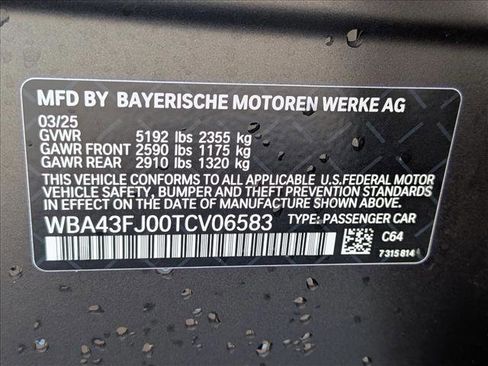 MFD BY BAYERISCHE MOTOREN WERKE AG
03/25
GVWR 5192 lbs 2355 kg
GAWR FRONT 2590 lbs 1175 kg
GAWR REAR 2910 lbs 1320 kg
THIS VEHICLE CONFORMS TO ALL APPLICABLE U.S.FEDERAL MOTOR
VEHICLE SAFETY, BUMPER AND THEFT PREVENTION STANDARDS
IN EFFECT ON THE DATE OF MANUFACTURE SHOWN ABOVE.
WBA43FJ00TCV06583 TYPE: PASSENGER CAR
C64
7315814